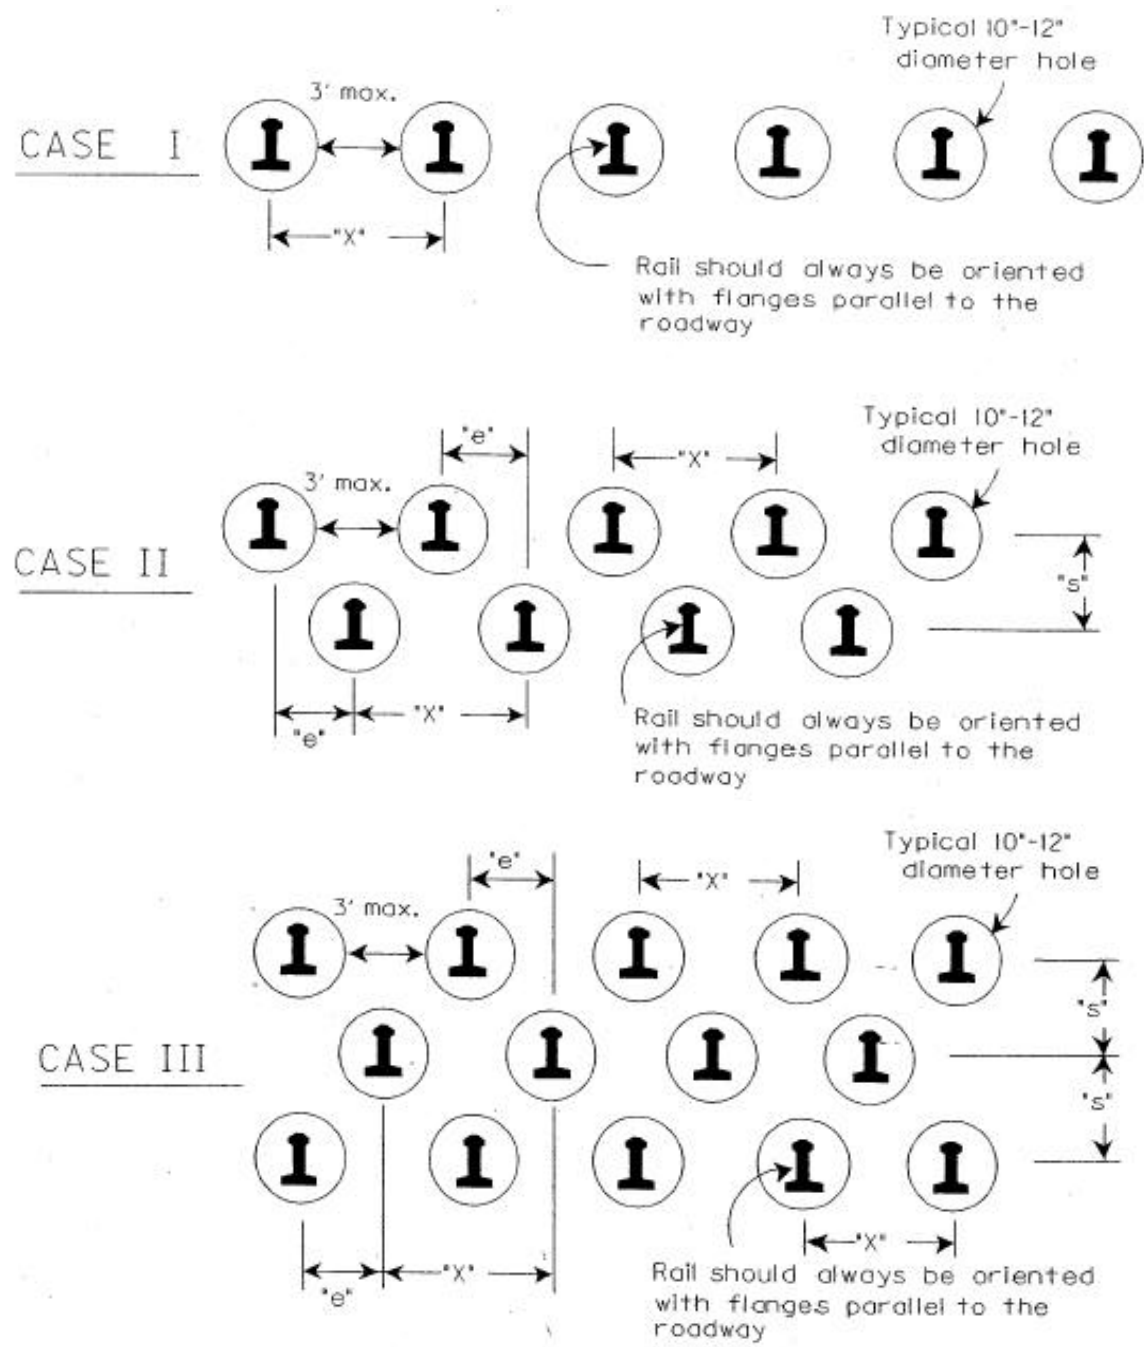 Typical 10"-12"
diameter hole
3' max.
CASE I
"X"
Rail should always be oriented
with flanges parallel to the
roadway
Typical 10"-12"
diameter hole
"e"
"X"
3' max.
CASE II
"s"
"X"
"e"
Rail should always be oriented
with flanges parallel to the
roadway
Typical 10"-12"
diameter hole
"e"
"X"
3' max.
"s"
CASE III
"s"
"X"
"X"
"e"
Rail should always be oriented
with flanges parallel to the
roadway